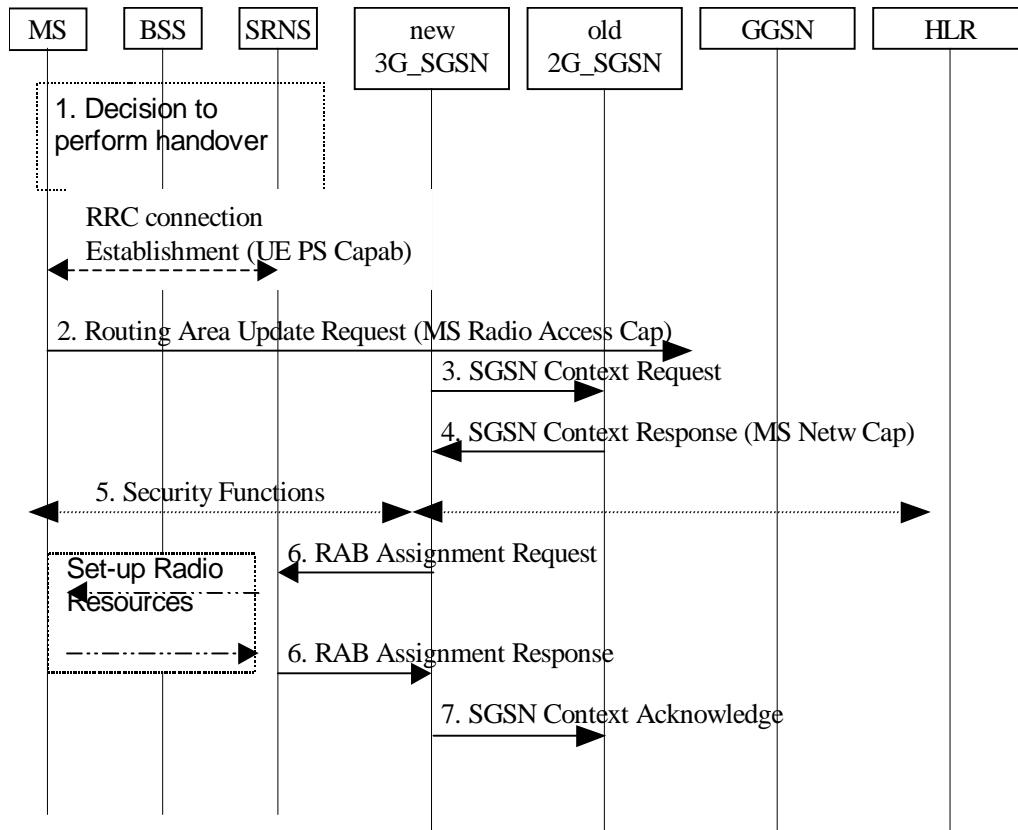 MS BSS SRNS new 3G_SGSN old 2G_SGSN GGSN HLR
1. Decision to
perform handover
RRC connection
Establishment (UE PS Capab)
2. Routing Area Update Request (MS Radio Access Cap)
3. SGSN Context Request
4. SGSN Context Response (MS Netw Cap)
5. Security Functions
6. RAB Assignment Request
Set-up Radio
Resources
6. RAB Assignment Response
7. SGSN Context Acknowledge